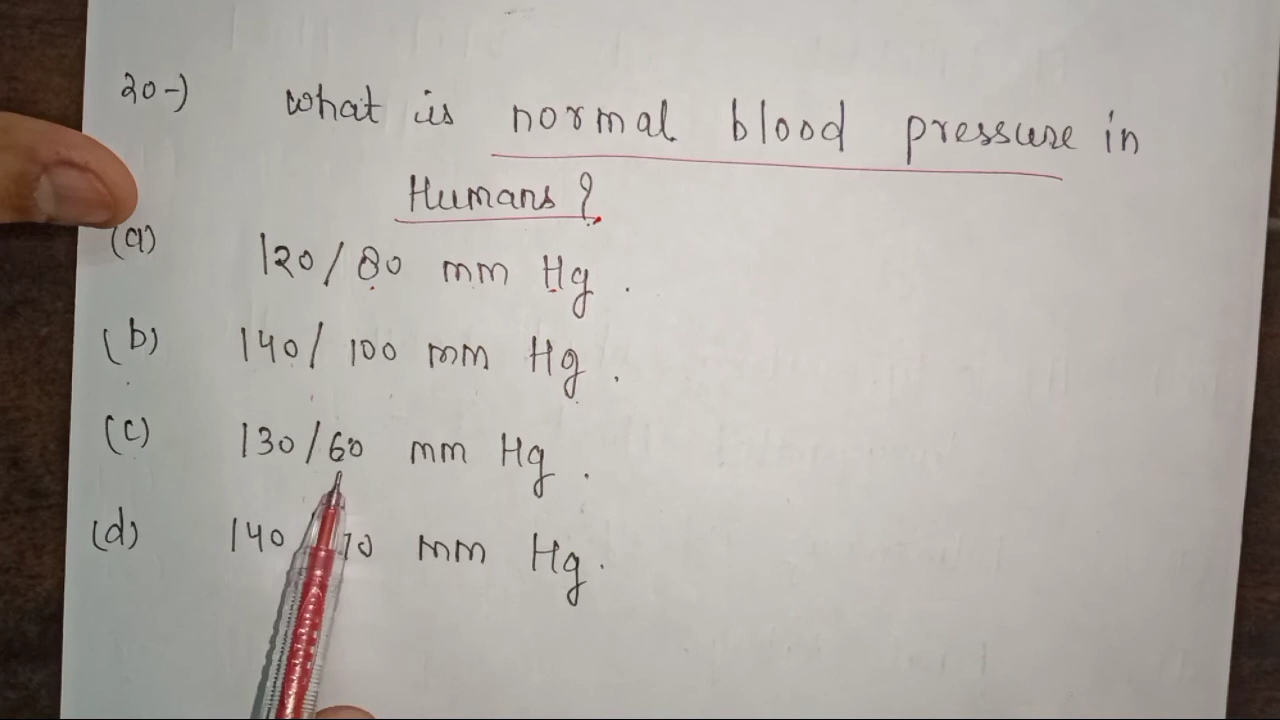 20-) What is normal blood pressure in
Humans?
(a) 120/80 mm Hg.
(b) 140/100 mm Hg.
(c) 130/60 mm Hg.
(d) 140 mm Hg.